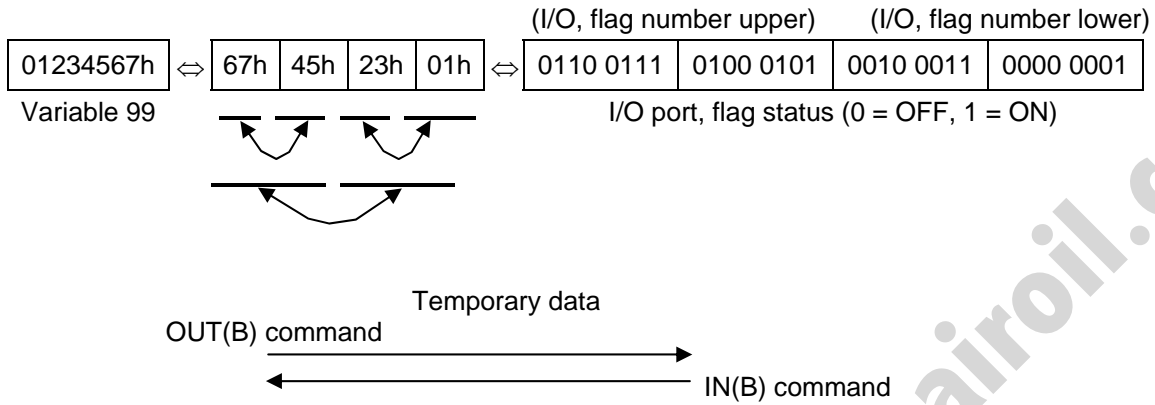 (I/O, flag number upper) (I/O, flag number lower)
01234567h ⇔ 67h 45h 23h 01h ⇔ 0110 0111 0100 0101 0010 0011 0000 0001
Variable 99 I/O port, flag status (0 = OFF, 1 = ON)
Temporary data
OUT(B) command
IN(B) command
airoil.c